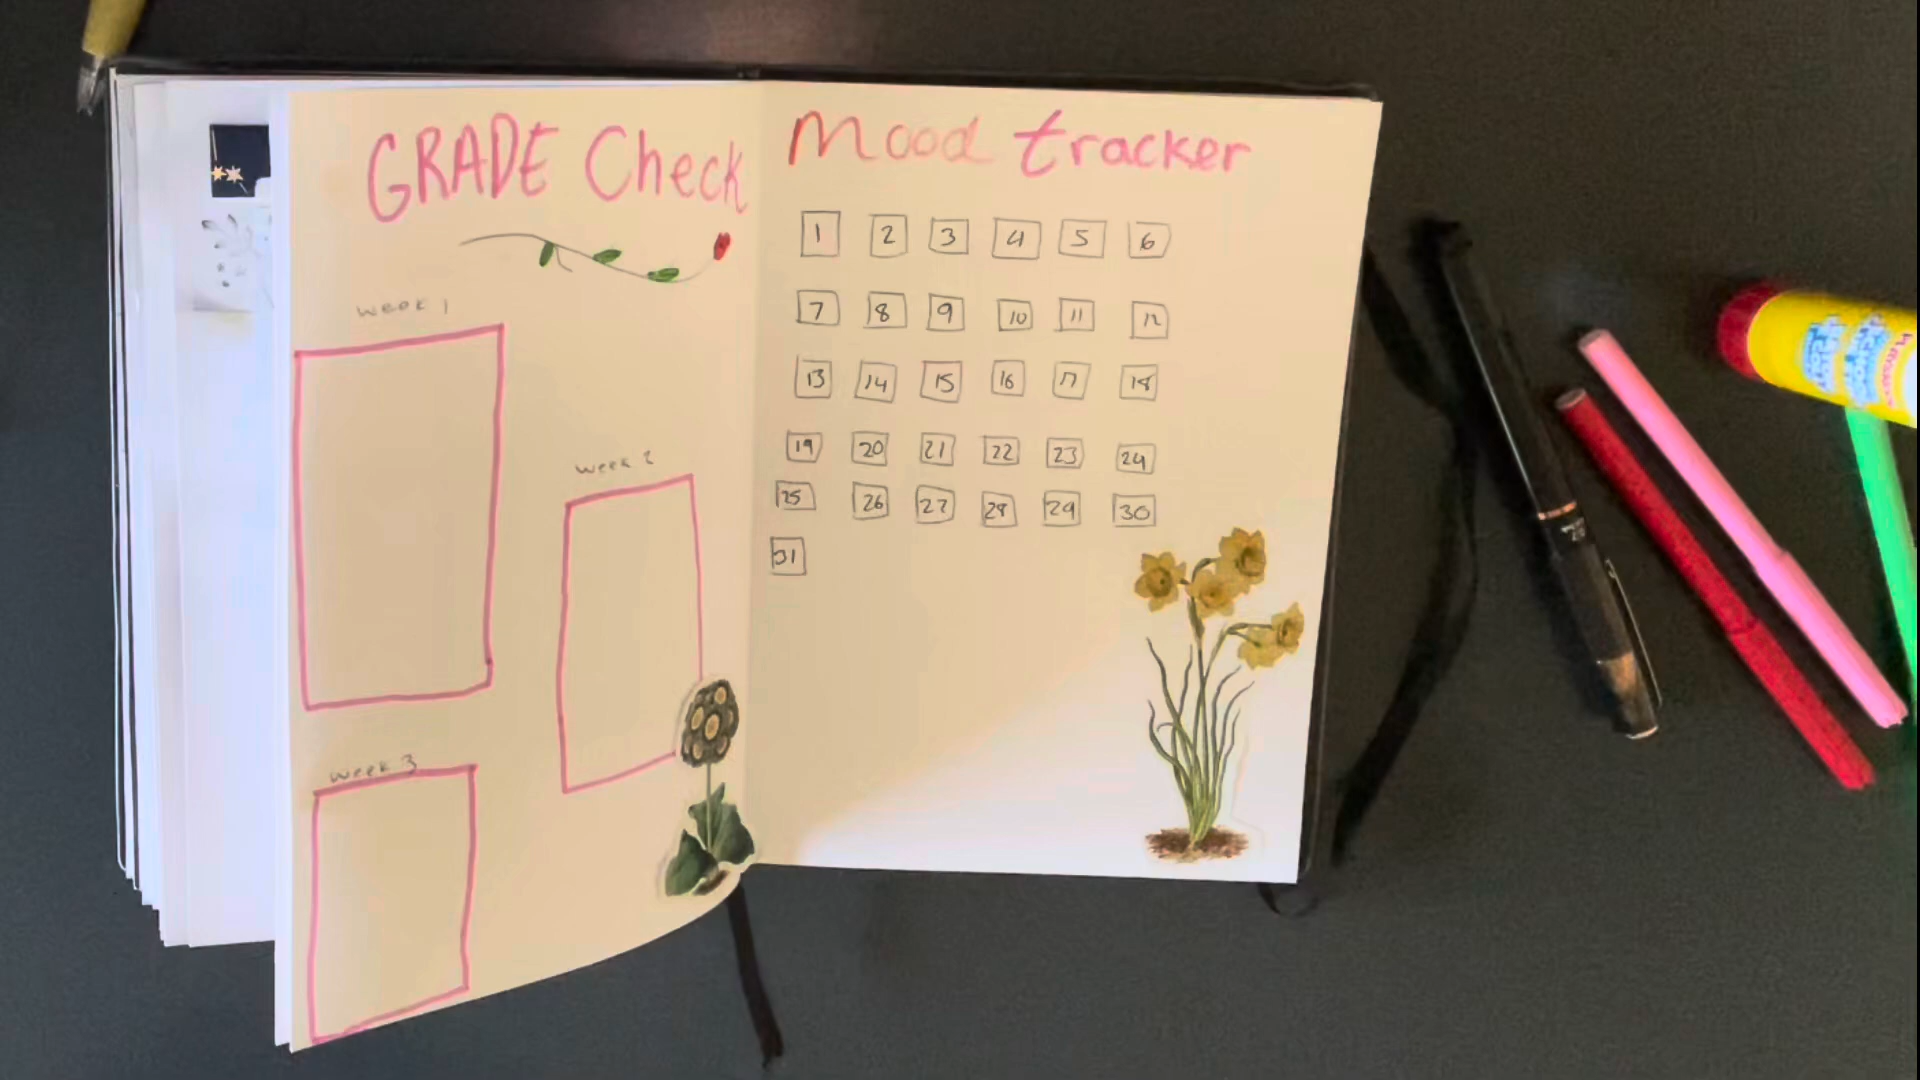 GRADE Check
week 1
week 2
week 3
mood tracker
1 2 3 4 5 6
7 8 9 10 11 12
13 14 15 16 17 18
19 20 21 22 23 24
25 26 27 28 29 30
31